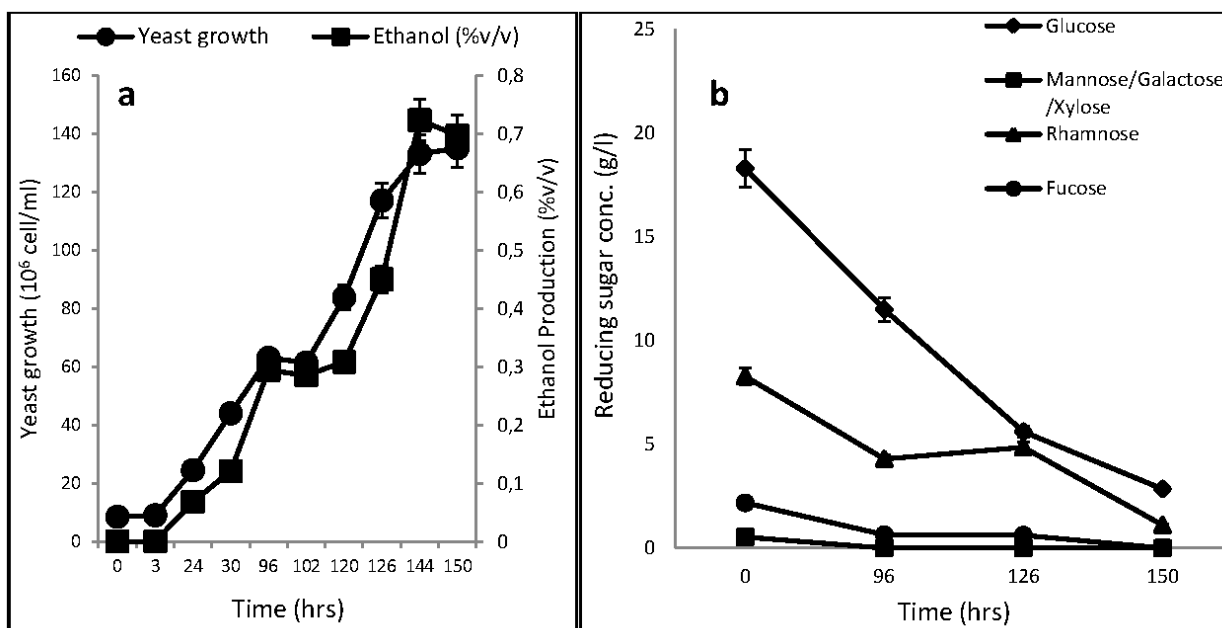 Yeast growth
Ethanol (%v/v)
a
160
140
120
100
80
60
40
20
0
Yeast growth (10⁶ cell/ml)
0,8
0,7
0,6
0,5
0,4
0,3
0,2
0,1
0
Ethanol Production (%v/v)
0 3 24 30 96 102 120 126 144 150
Time (hrs)
b
Glucose
Mannose/Galactose
/Xylose
Rhamnose
Fucose
25
20
15
10
5
0
Reducing sugar conc. (g/l)
0 96 126 150
Time (hrs)